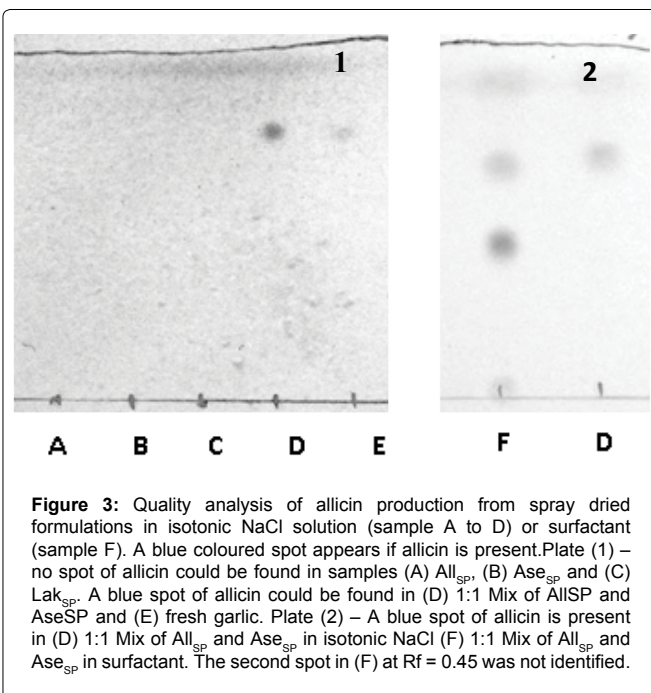 1
2
A B C D E
F D
Figure 3: Quality analysis of allicin production from spray dried
formulations in isotonic NaCl solution (sample A to D) or surfactant
(sample F). A blue coloured spot appears if allicin is present.Plate (1) –
no spot of allicin could be found in samples (A) AllSP, (B) AseSP and (C)
LakSP. A blue spot of allicin could be found in (D) 1:1 Mix of AllSP and
AseSP and (E) fresh garlic. Plate (2) – A blue spot of allicin is present
in (D) 1:1 Mix of AllSP and AseSP in isotonic NaCl (F) 1:1 Mix of AllSP and
AseSP in surfactant. The second spot in (F) at Rf = 0.45 was not identified.